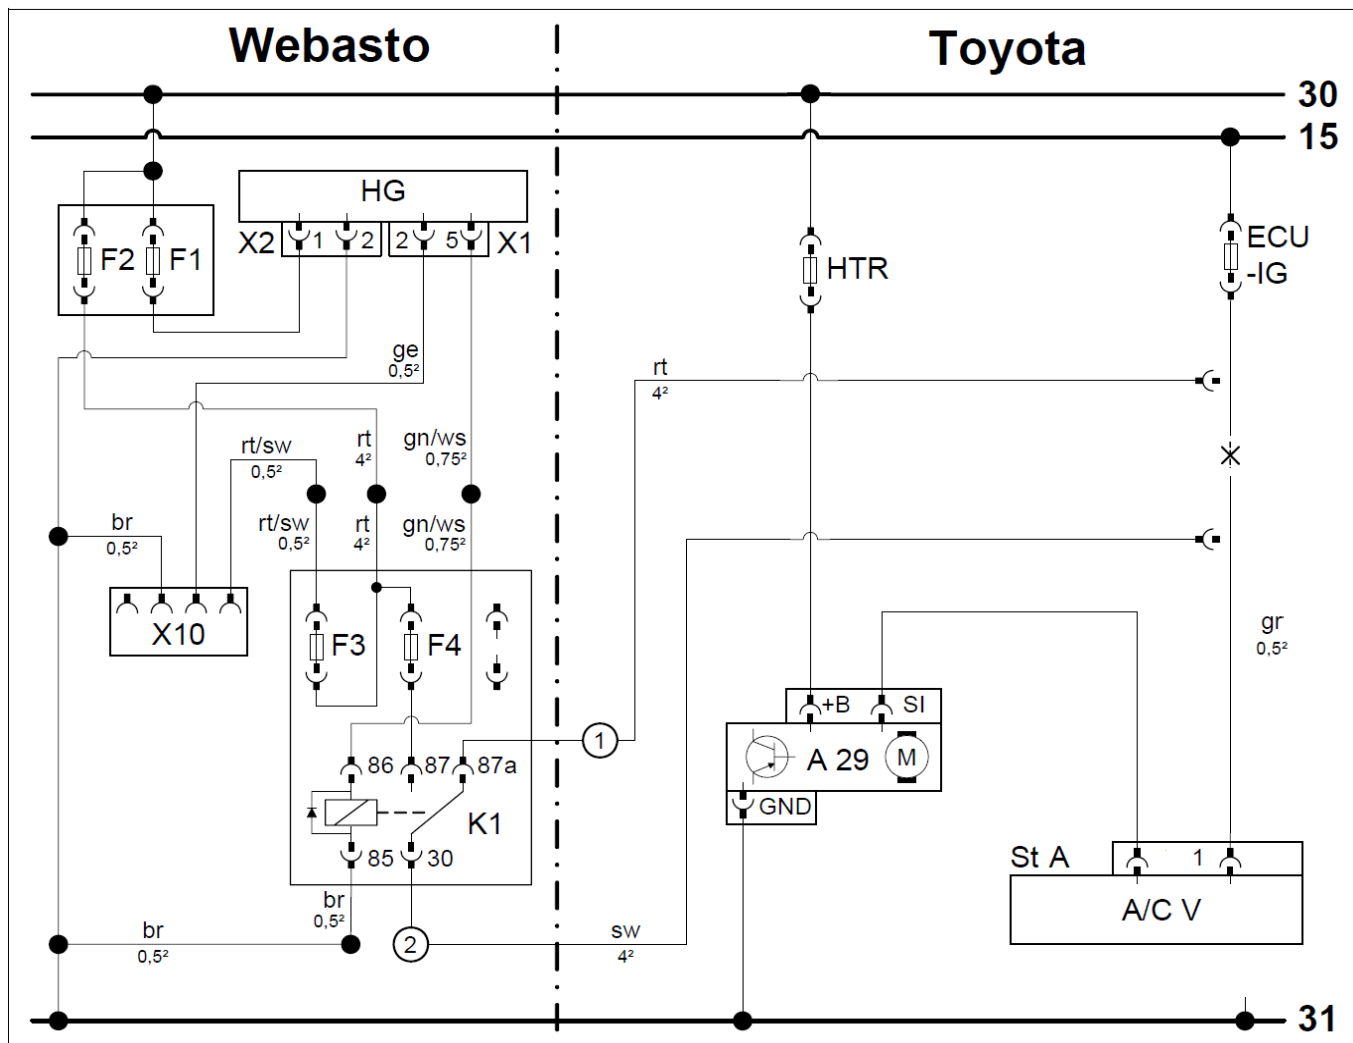 Webasto
Toyota
30
15
HG
X2
1
2
2
5
X1
F2
F1
HTR
ECU
-IG
ge
0,5²
rt
4²
rt/sw
0,5²
rt
4²
gn/ws
0,75²
br
0,5²
rt/sw
0,5²
rt
4²
gn/ws
0,75²
X10
F3
F4
gr
0,5²
+B
SI
1
A 29
M
86
87
87a
GND
K1
85
30
St A
1
A/C V
br
0,5²
br
0,5²
2
sw
4²
31